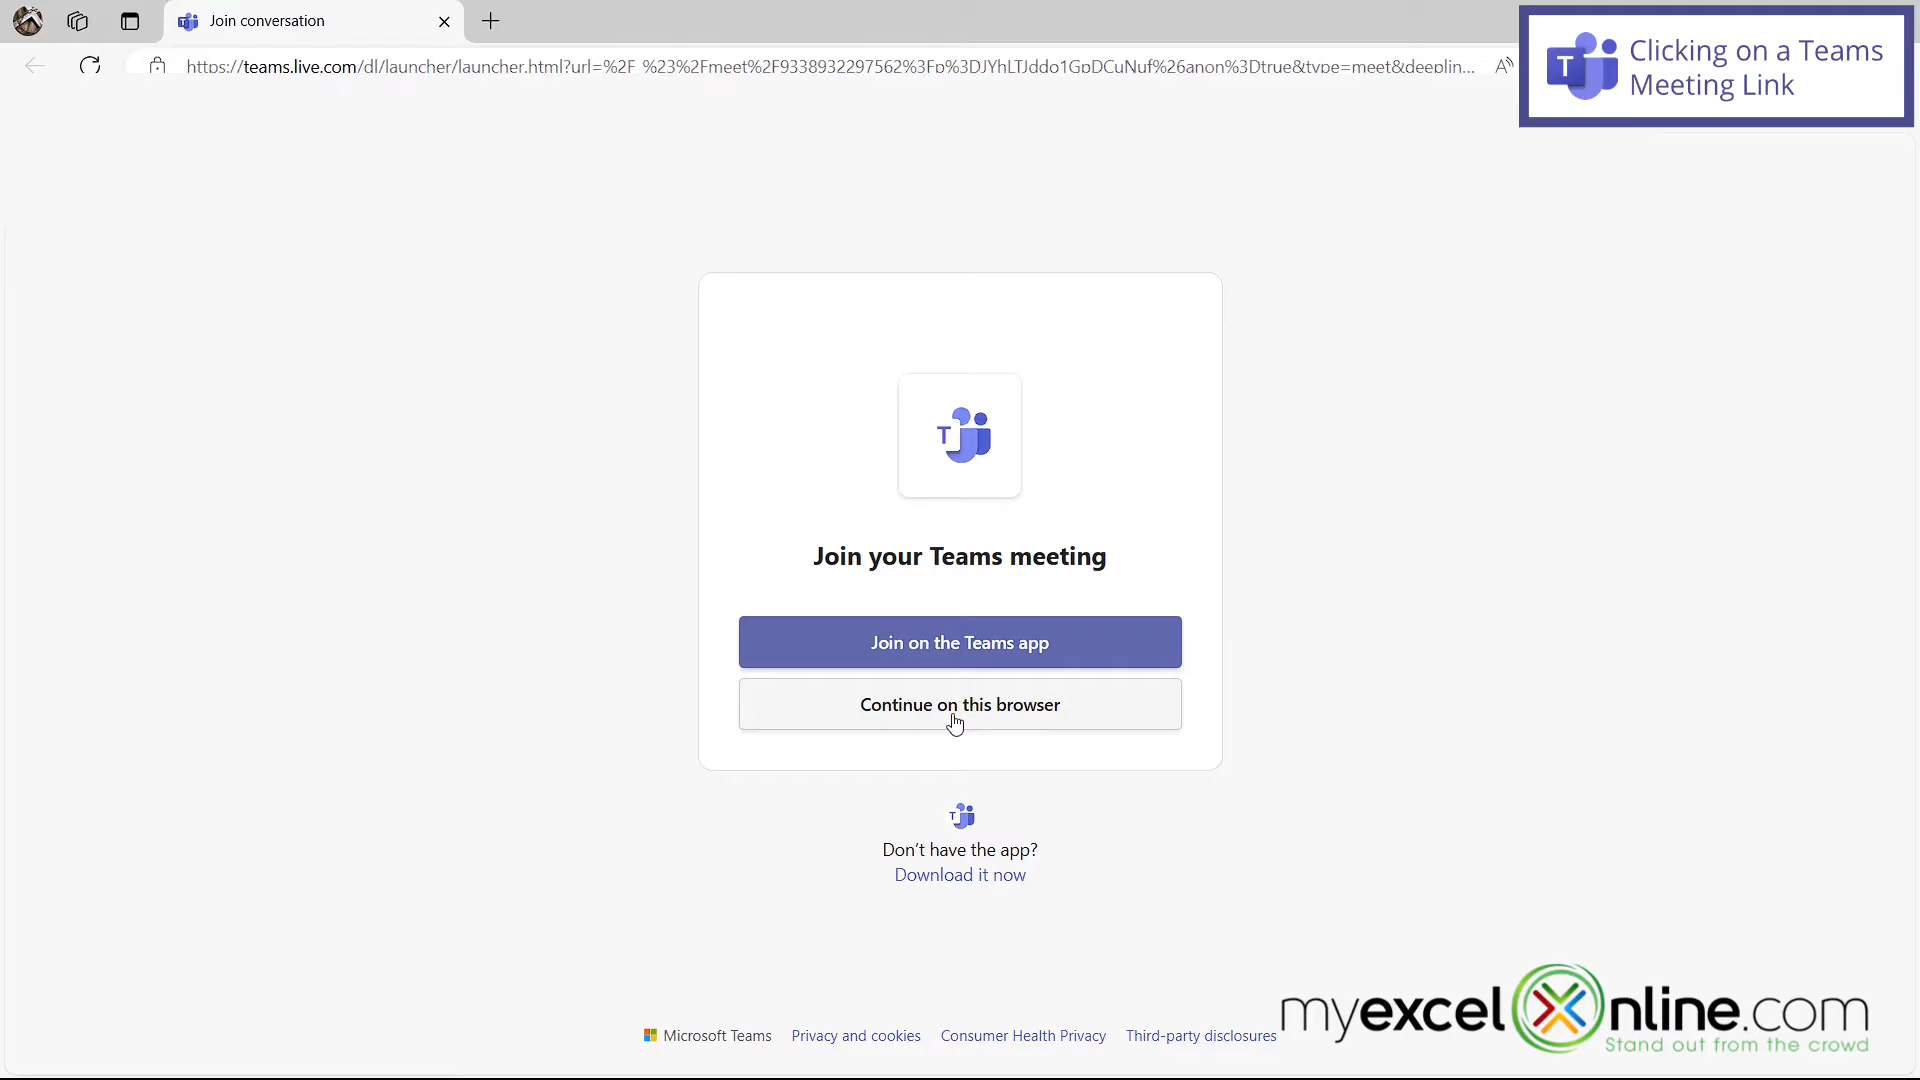 Join conversation
https://teams.live.com/dl/launcher/launcher.html?url=%2F_%23%2Fmeet%2F9338932297562%3Fp%3DJYhLTJddo1GpDCuNuf%26anon%3Dtrue&type=meet&deeplin...
Clicking on a Teams
Meeting Link
Join your Teams meeting
Join on the Teams app
Continue on this browser
Don't have the app?
Download it now
Microsoft Teams Privacy and cookies Consumer Health Privacy Third-party disclosures
myexcelOnline.com
Stand out from the crowd